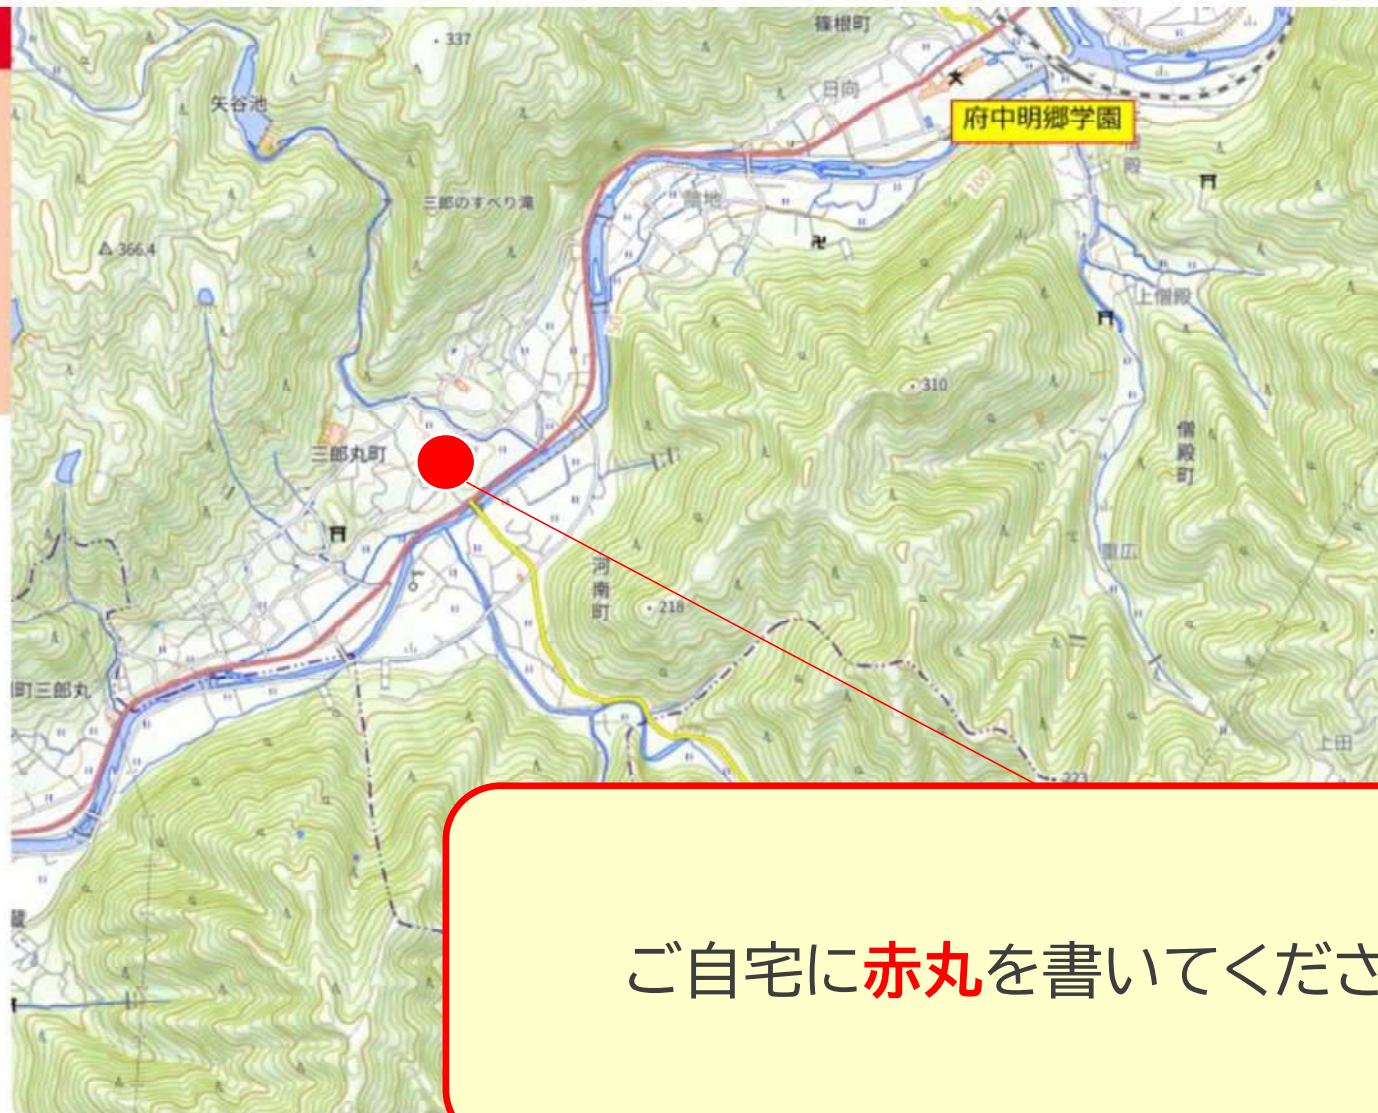 篠根町
337
日向
矢谷池
府中明郷学園
三郎のすべり滝
100
366.4
上僧殿
50
310
僧殿町
三郎丸町
河南町
218
町三郎丸
上田
223
ご自宅に赤丸を書いてくださ